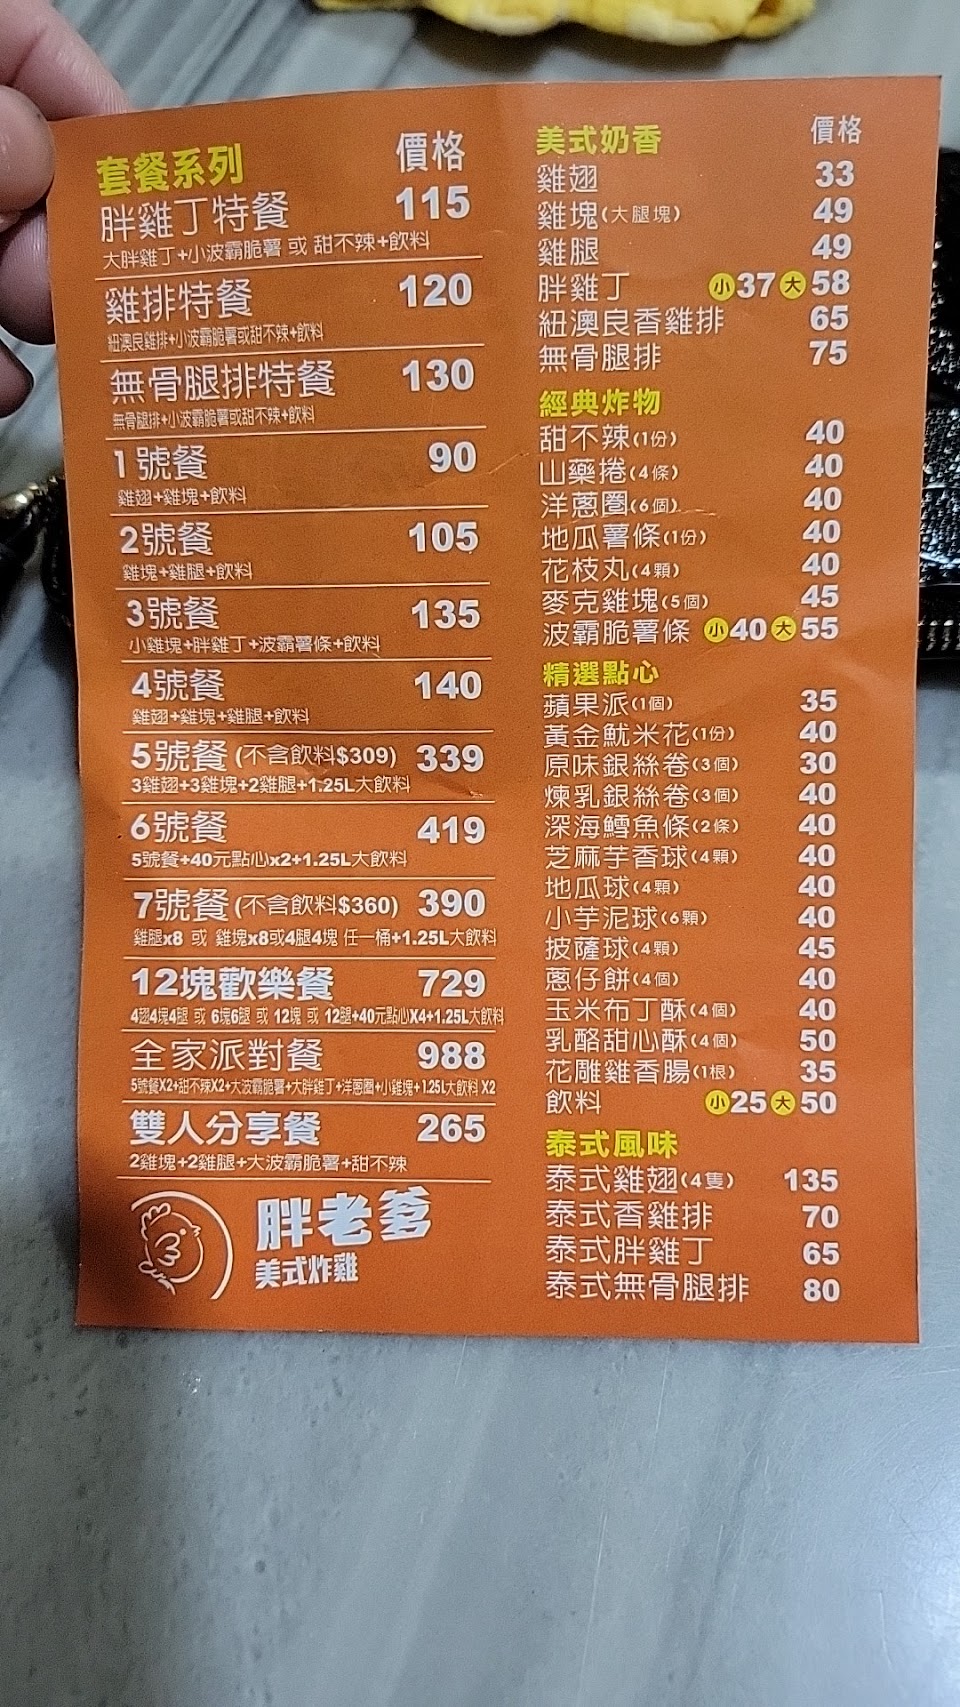 套餐系列 價格
胖雞丁特餐 115
大胖雞丁+小波霸脆薯 或 甜不辣+飲料
雞排特餐 120
紐澳良雞排+小波霸脆薯或甜不辣+飲料
無骨腿排特餐 130
無骨腿排+小波霸脆薯或甜不辣+飲料
1號餐 90
雞翅+雞塊+飲料
2號餐 105
雞塊+雞腿+飲料
3號餐 135
小雞塊+胖雞丁+波霸薯條+飲料
4號餐 140
雞翅+雞塊+雞腿+飲料
5號餐(不含飲料$309) 339
3雞翅+3雞塊+2雞腿+1.25L大飲料
6號餐 419
5號餐+40元點心x2+1.25L大飲料
7號餐(不含飲料$360) 390
雞腿x8 或 雞塊x8或4腿4塊 任一桶+1.25L大飲料
12塊歡樂餐 729
4翅4塊4腿 或 6塊6腿 或 12塊 或 12腿+40元點心X4+1.25L大飲料
全家派對餐 988
5號餐X2+甜不辣X2+大波霸脆薯+大胖雞丁+洋蔥圈+小雞塊+1.25L大飲料 X2
雙人分享餐 265
2雞塊+2雞腿+大波霸脆薯+甜不辣
胖老爹
美式炸雞
美式奶香 價格
雞翅 33
雞塊(大腿塊) 49
雞腿 49
胖雞丁 小37大58
紐澳良香雞排 65
無骨腿排 75
經典炸物
甜不辣(1份) 40
山藥捲(4條) 40
洋蔥圈(6個) 40
地瓜薯條(1份) 40
花枝丸(4顆) 40
麥克雞塊(5個) 45
波霸脆薯條 小40大55
精選點心
蘋果派(1個) 35
黃金魷米花(1份) 40
原味銀絲卷(3個) 30
煉乳銀絲卷(3個) 40
深海鱈魚條(2條) 40
芝麻芋香球(4顆) 40
地瓜球(4顆) 40
小芋泥球(6顆) 40
披薩球(4顆) 45
蔥仔餅(4個) 40
玉米布丁酥(4個) 40
乳酪甜心酥(4個) 50
花雕雞香腸(1根) 35
飲料 小25大50
泰式風味
泰式雞翅(4隻) 135
泰式香雞排 70
泰式胖雞丁 65
泰式無骨腿排 80